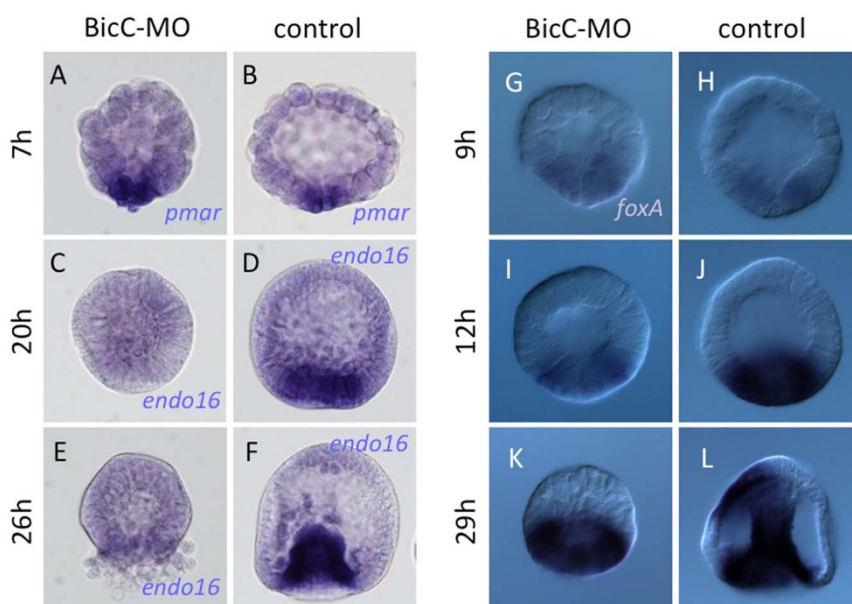 BicC-MO control BicC-MO control
A B G H
7h 9h
pmar pmar foxA
C D endo16 I J
20h 12h
endo16
E F endo16 K L
26h 29h
endo16